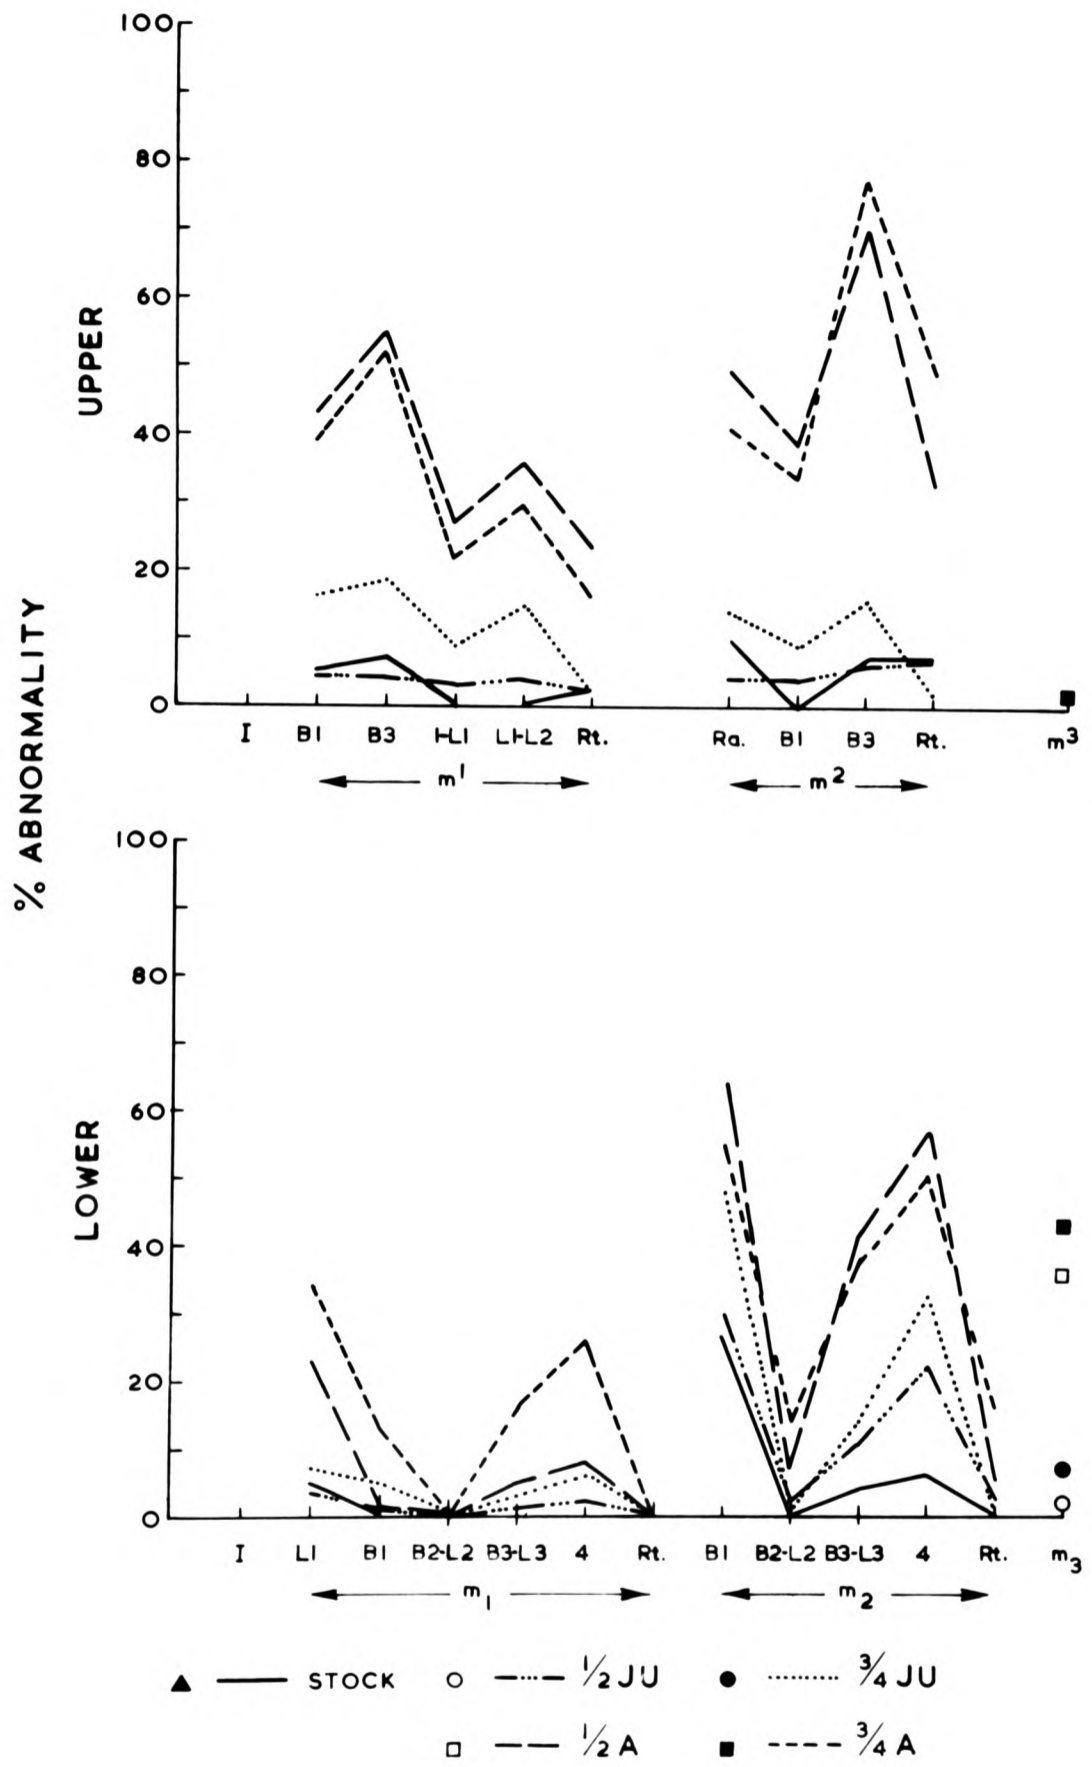 % ABNORMALITY
UPPER
100
80
60
40
20
0
I B1 B3 I-L1 L1-L2 Rt. Ra. B1 B3 Rt. m³
m¹ m²
LOWER
100
80
60
40
20
0
I L1 B1 B2-L2 B3-L3 4 Rt. B1 B2-L2 B3-L3 4 Rt. m₃
m₁ m₂
STOCK ½ JU ¾ JU
½ A ¾ A